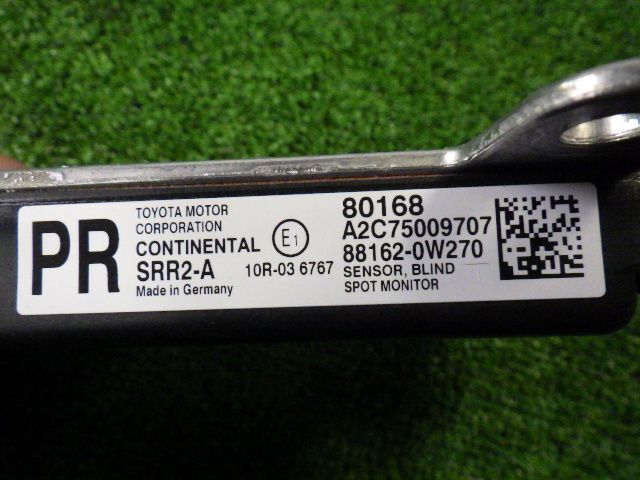 PR
TOYOTA MOTOR
CORPORATION
CONTINENTAL
SRR2-A
Made in Germany
E1
10R-03 6767
80168
A2C75009707
88162-0W270
SENSOR, BLIND
SPOT MONITOR